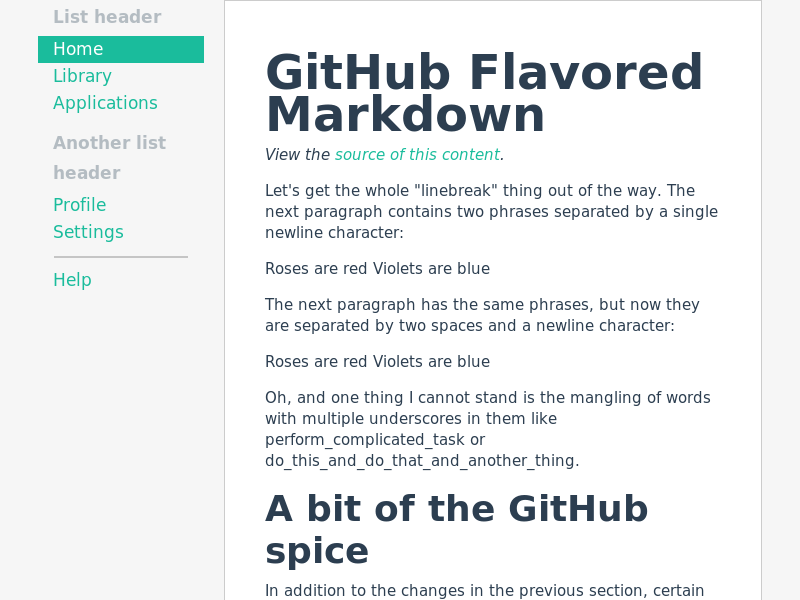 List header
Home
Library
Applications
Another list
header
Profile
Settings
Help
GitHub Flavored
Markdown
View the source of this content.
Let's get the whole "linebreak" thing out of the way. The
next paragraph contains two phrases separated by a single
newline character:
Roses are red Violets are blue
The next paragraph has the same phrases, but now they
are separated by two spaces and a newline character:
Roses are red Violets are blue
Oh, and one thing I cannot stand is the mangling of words
with multiple underscores in them like
perform_complicated_task or
do_this_and_do_that_and_another_thing.
A bit of the GitHub
spice
In addition to the changes in the previous section, certain